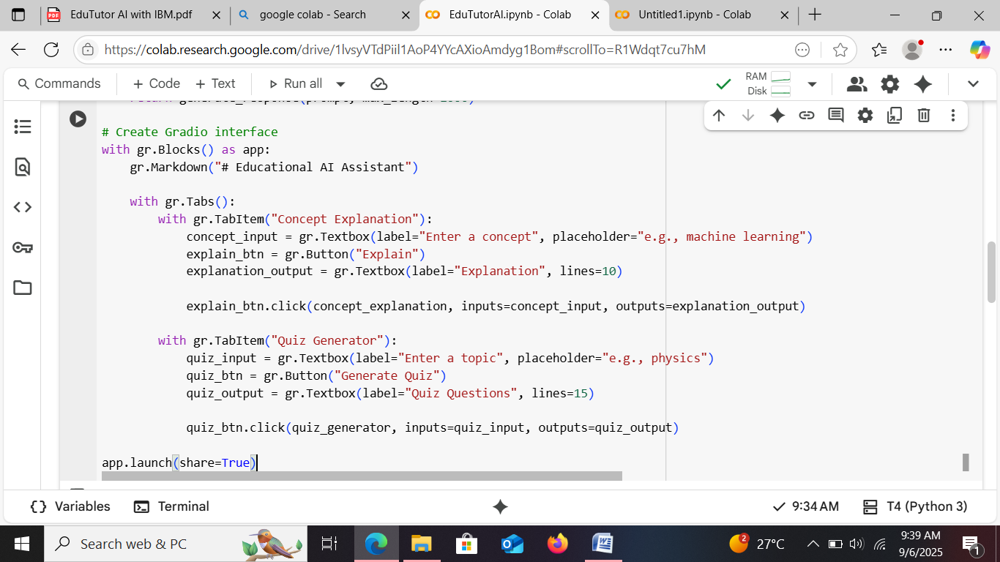 EduTutor AI with IBM.pdf
google colab - Search
EduTutorAI.ipynb - Colab
Untitled1.ipynb - Colab
https://colab.research.google.com/drive/1lvsyVTdPiil1AoP4YYcAXioAmdyg1Bom#scrollTo=R1Wdqt7cu7hM
Commands + Code + Text Run all
RAM
Disk
# Create Gradio interface
with gr.Blocks() as app:
gr.Markdown("# Educational AI Assistant")
with gr.Tabs():
with gr.TabItem("Concept Explanation"):
concept_input = gr.Textbox(label="Enter a concept", placeholder="e.g., machine learning")
explain_btn = gr.Button("Explain")
explanation_output = gr.Textbox(label="Explanation", lines=10)
explain_btn.click(concept_explanation, inputs=concept_input, outputs=explanation_output)
with gr.TabItem("Quiz Generator"):
quiz_input = gr.Textbox(label="Enter a topic", placeholder="e.g., physics")
quiz_btn = gr.Button("Generate Quiz")
quiz_output = gr.Textbox(label="Quiz Questions", lines=15)
quiz_btn.click(quiz_generator, inputs=quiz_input, outputs=quiz_output)
app.launch(share=True)
{} Variables Terminal
9:34 AM T4 (Python 3)
Search web & PC
2 27°C
9:39 AM
9/6/2025
1